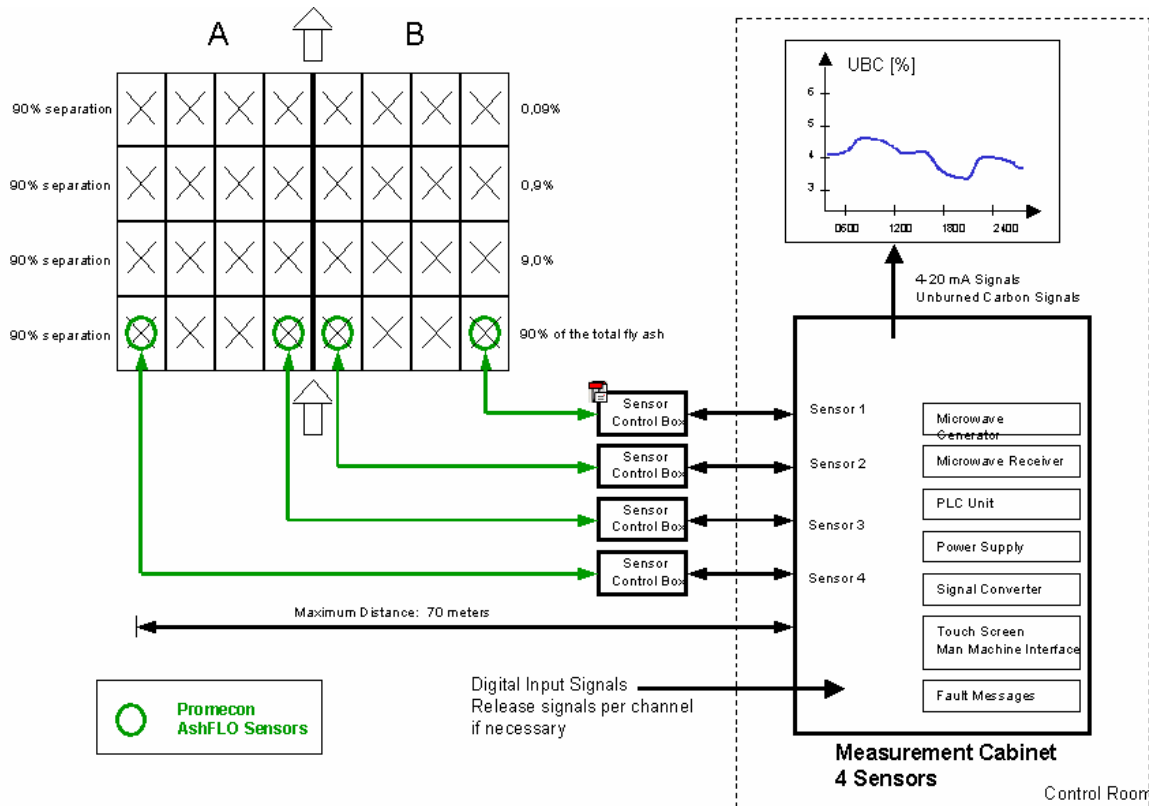 A
B
90% separation
0,09%
90% separation
0,9%
90% separation
9,0%
90% separation
90% of the total fly ash
UBC [%]
6
5
4
3
0600
1200
1800
2400
4-20 mA Signals
Unburned Carbon Signals
Sensor
Control Box
Sensor
Control Box
Sensor
Control Box
Sensor
Control Box
Sensor 1
Sensor 2
Sensor 3
Sensor 4
Microwave
Generator
Microwave Receiver
PLC Unit
Power Supply
Signal Converter
Touch Screen
Man Machine Interface
Fault Messages
Maximum Distance: 70 meters
Digital Input Signals
Release signals per channel
if necessary
Promecon
AshFLO Sensors
Measurement Cabinet
4 Sensors
Control Room